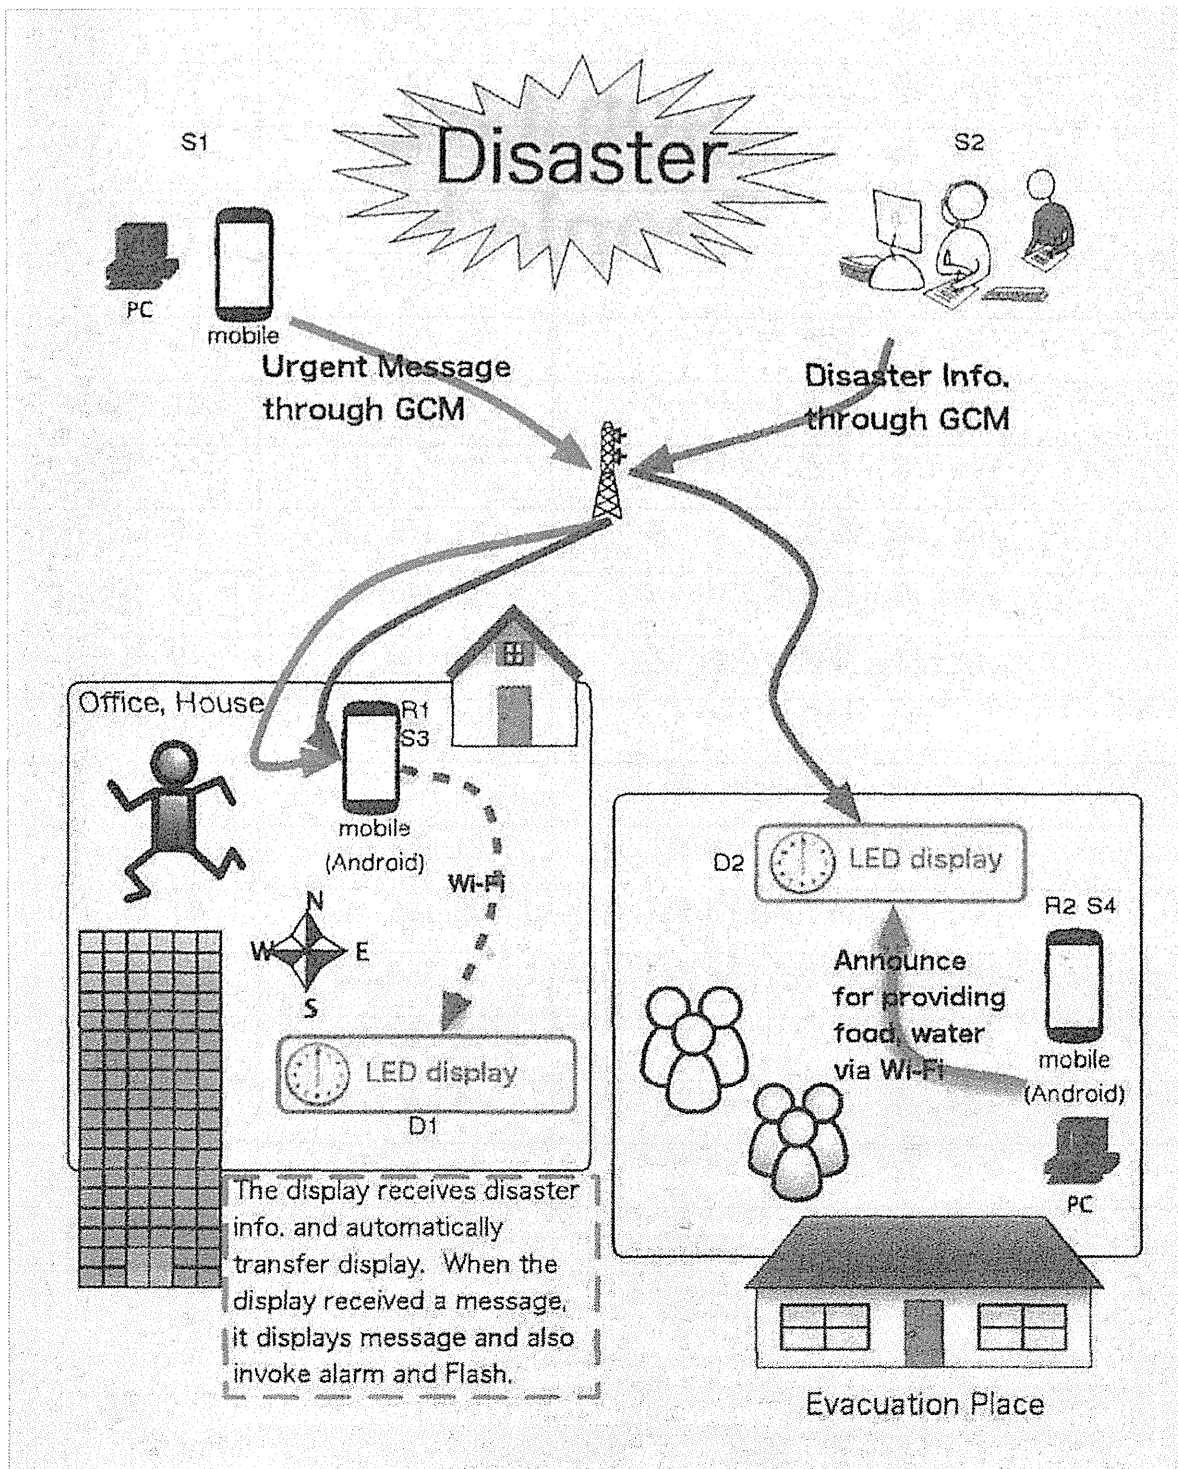 Disaster
S1
S2
PC
mobile
Urgent Message
through GCM
Disaster Info.
through GCM
Office, House
R1
S3
mobile
(Android)
Wi-Fi
N
W
E
S
LED display
D1
The display receives disaster
info. and automatically
transfer display. When the
display received a message,
it displays message and also
invoke alarm and Flash.
D2
LED display
R2 S4
Announce
for providing
food, water
via Wi-Fi
mobile
(Android)
PC
Evacuation Place